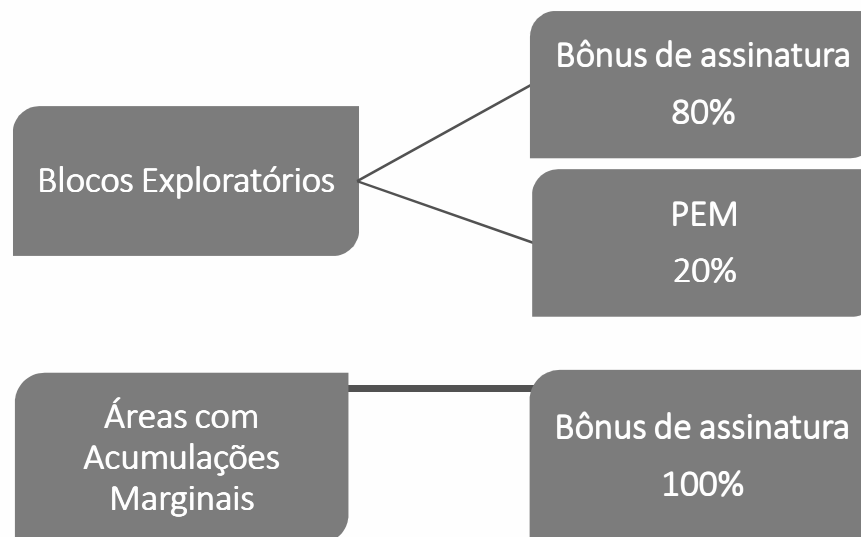 Blocos Exploratórios
Bônus de assinatura
80%
PEM
20%
Áreas com
Acumulações
Marginais
Bônus de assinatura
100%